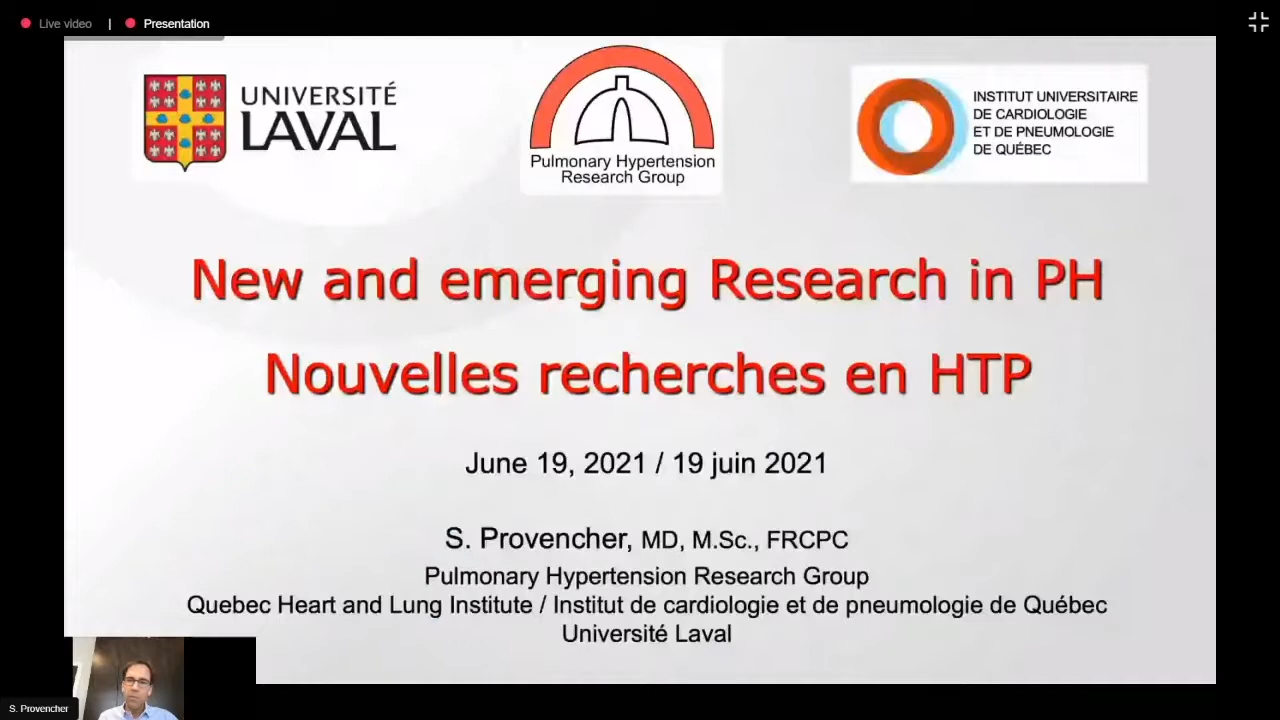 Live video | Presentation
UNIVERSITÉ
LAVAL
Pulmonary Hypertension
Research Group
INSTITUT UNIVERSITAIRE
DE CARDIOLOGIE
ET DE PNEUMOLOGIE
DE QUÉBEC
New and emerging Research in PH
Nouvelles recherches en HTP
June 19, 2021 / 19 juin 2021
S. Provencher, MD, M.Sc., FRCPC
Pulmonary Hypertension Research Group
Quebec Heart and Lung Institute / Institut de cardiologie et de pneumologie de Québec
Université Laval
S. Provencher